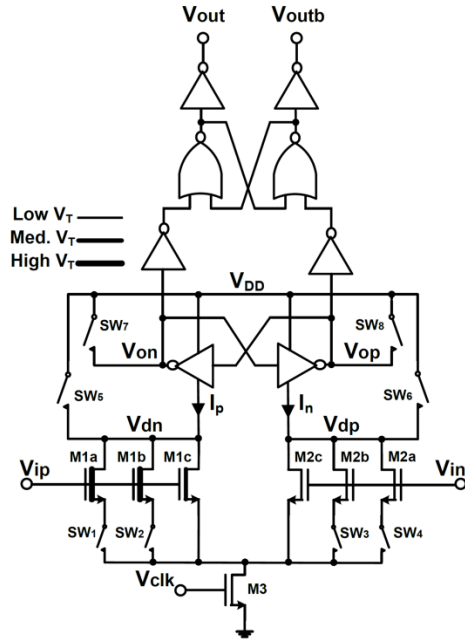 Vout Voutb
Low VT
Med. VT
High VT
VDD
SW7 SW8
Von Vop
SW5 Ip In SW6
Vdn Vdp
M1a M1b M1c M2c M2b M2a
Vip Vin
SW1 SW2 SW3 SW4
Vclk M3